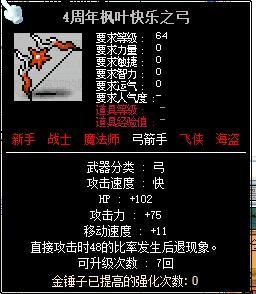 4周年枫叶快乐之弓
要求等级： 64
要求力量： 0
要求敏捷： 0
要求智力： 0
要求运气： 0
要求人气度： -
道具等级： -
道具经验值： -
新手 战士 魔法师 弓箭手 飞侠 海盗
武器分类 : 弓
攻击速度 : 快
HP : +102
攻击力 : +75
移动速度 : +11
直接攻击时48的比率发生后退现象。
可升级次数 : 7回
金锤子已提高的强化次数: 0